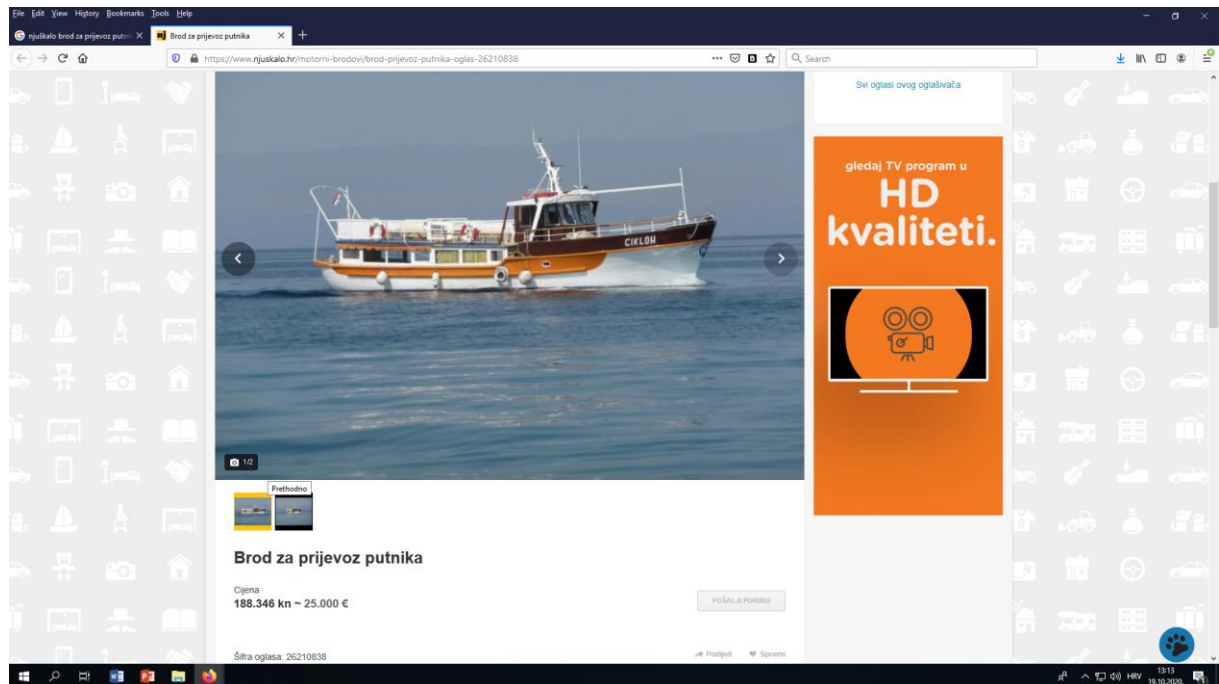 File Edit View History Bookmarks Tools Help
njuškalo brod za prijevoz putni
Brod za prijevoz putnika
https://www.njuskalo.hr/motorni-brodovi/brod-prijevoz-putnika-oglas-26210838
Search
Svi oglasi ovog oglašivača
CIKLON
gledaj TV program u
HD
kvaliteti.
1/2
Prethodno
Brod za prijevoz putnika
Cijena
188.346 kn ~ 25.000 €
POŠALJI PORUKU
Šifra oglasa: 26210838
Podijeli Spremi
HRV
13:13
19.10.2020.